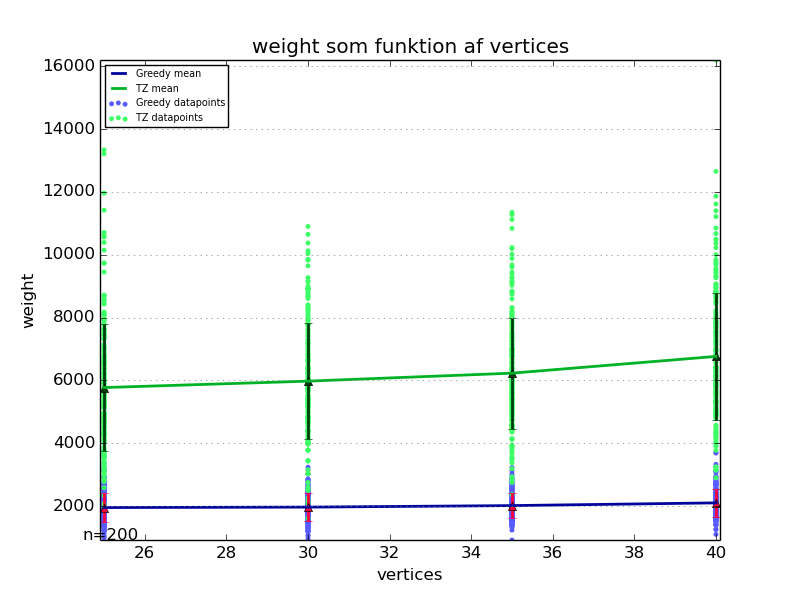 weight som funktion af vertices
16000
14000
12000
10000
8000
6000
4000
2000
weight
Greedy mean
TZ mean
Greedy datapoints
TZ datapoints
n=200
26 28 30 32 34 36 38 40
vertices